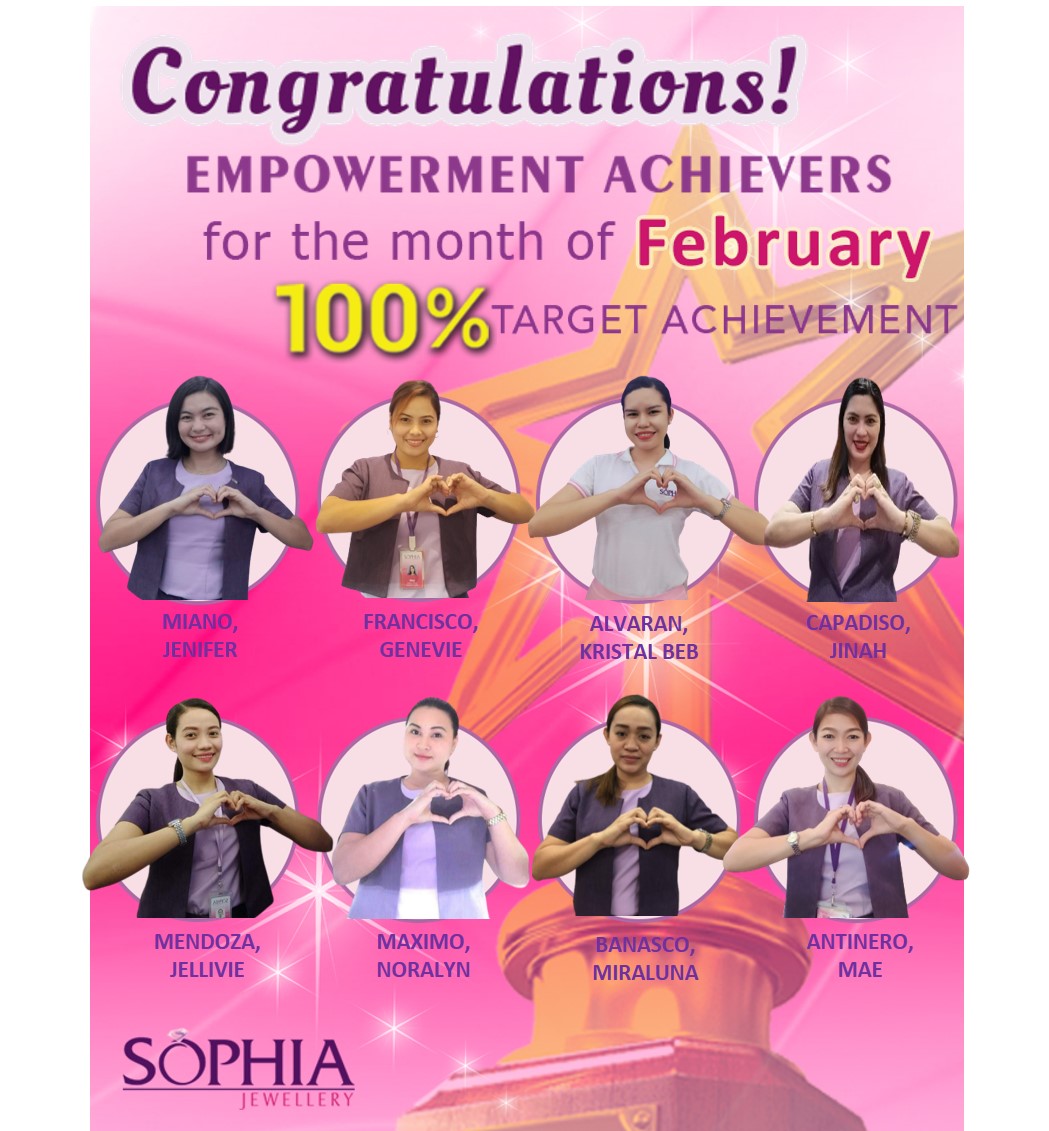 Congratulations!
EMPOWERMENT ACHIEVERS
for the month of February
100% TARGET ACHIEVEMENT
MIANO,
JENIFER
FRANCISCO,
GENEVIE
ALVARAN,
KRISTAL BEB
CAPADISO,
JINAH
MENDOZA,
JELLIVIE
MAXIMO,
NORALYN
BANASCO,
MIRALUNA
ANTINERO,
MAE
SOPHIA
JEWELLERY